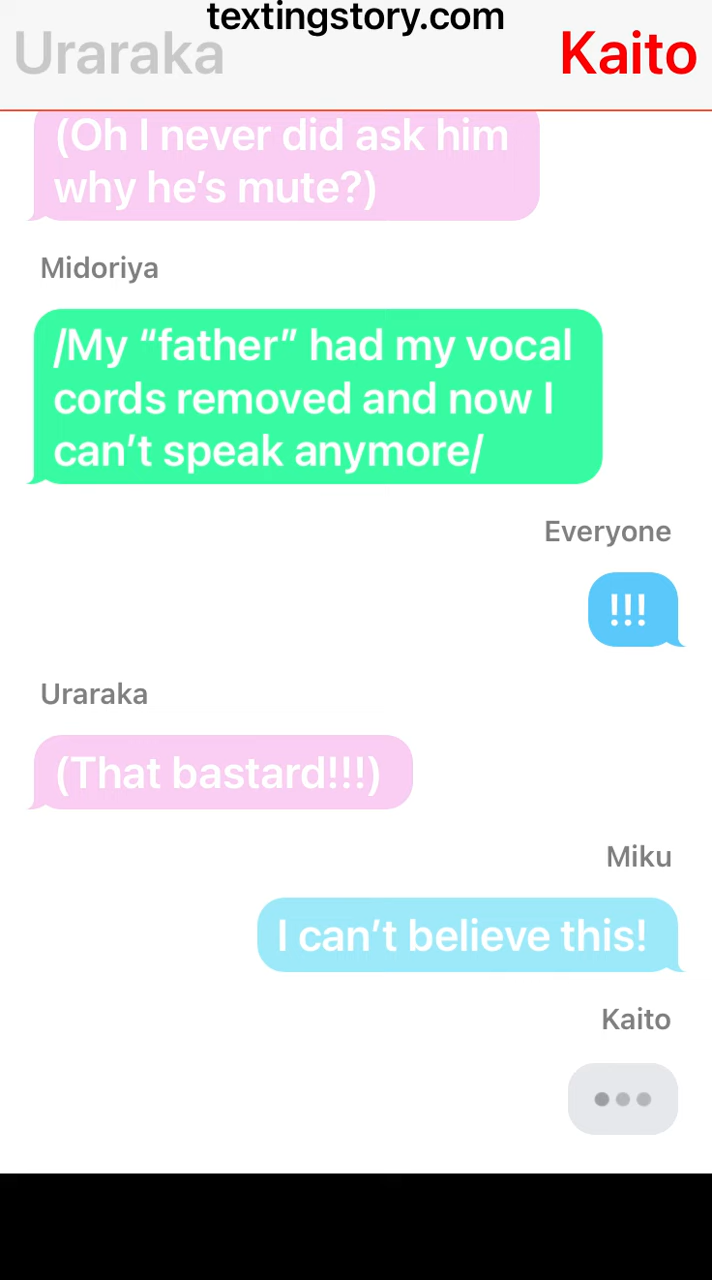 textingstory.com
Uraraka
Kaito
(Oh I never did ask him
why he's mute?)
Midoriya
/My “father” had my vocal
cords removed and now I
can't speak anymore/
Everyone
!!!
Uraraka
(That bastard!!!)
Miku
I can't believe this!
Kaito